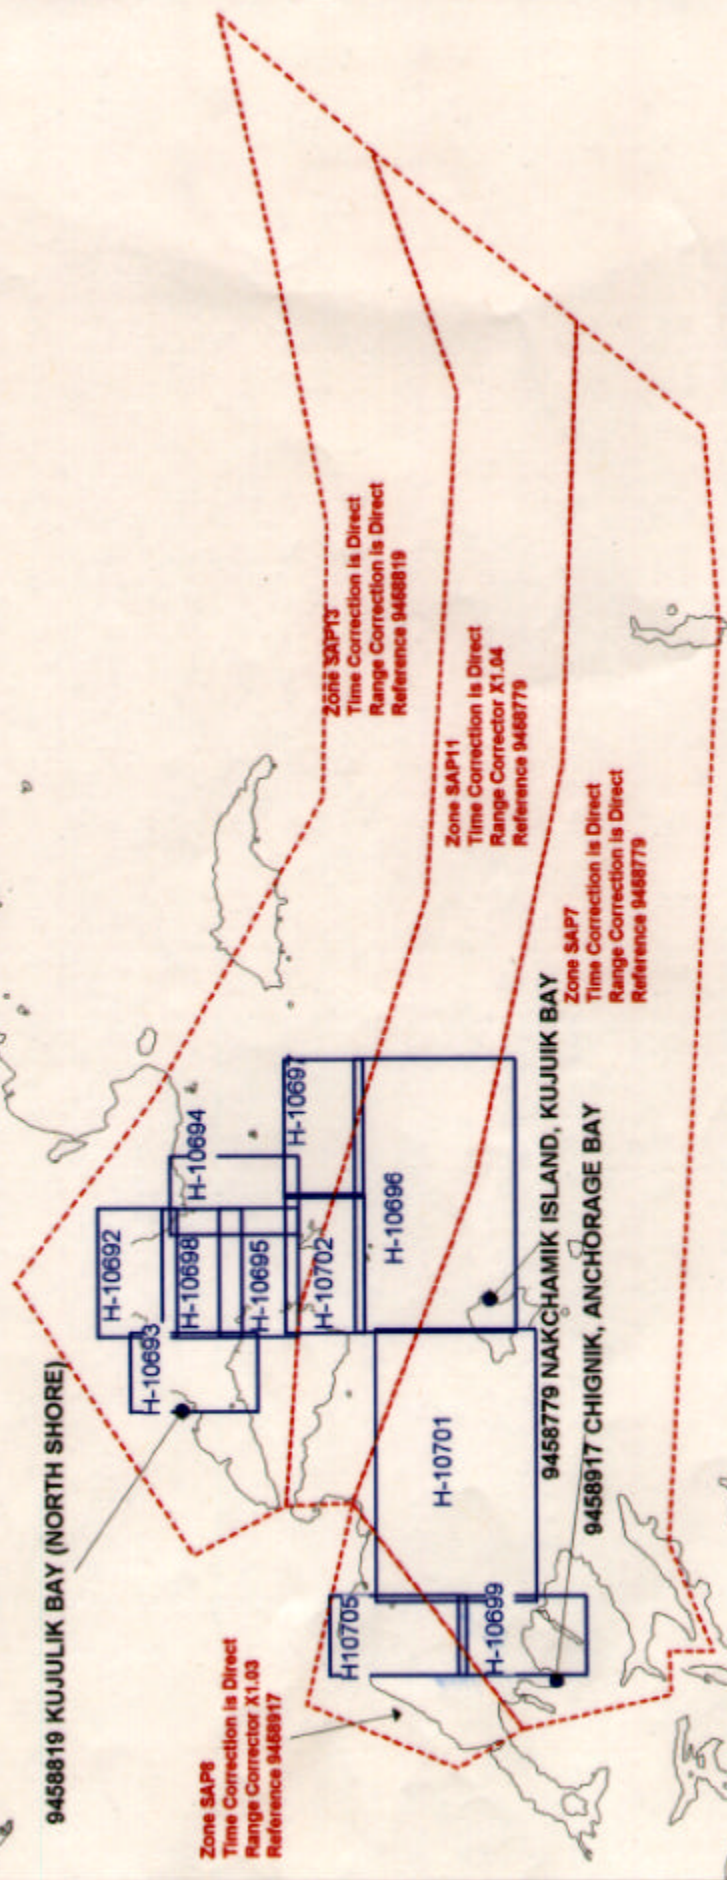 9458819 KUJULIK BAY (NORTH SHORE)
Zone SAP8
Time Correction is Direct
Range Corrector X1.03
Reference 9458917
H-10692
H-10693
H-10694
H-10698
H-10695
H-10697
H-10702
H-10696
H-10701
H10705
H-10699
Zone SAP13
Time Correction is Direct
Range Correction is Direct
Reference 9458819
Zone SAP11
Time Correction is Direct
Range Corrector X1.04
Reference 9458779
Zone SAP7
Time Correction is Direct
Range Correction is Direct
Reference 9458779
9458779 NAKCHAMIK ISLAND, KUJUIK BAY
9458917 CHIGNIK, ANCHORAGE BAY